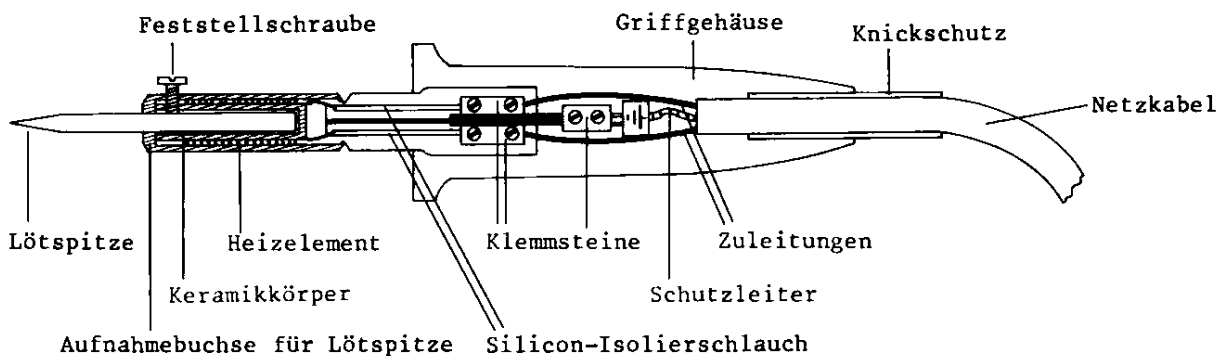 Feststellschraube
Griffgehäuse
Knickschutz
Netzkabel
Lötspitze
Heizelement
Klemmsteine
Zuleitungen
Keramikkörper
Schutzleiter
Aufnahmebuchse für Lötspitze
Silicon-Isolierschlauch